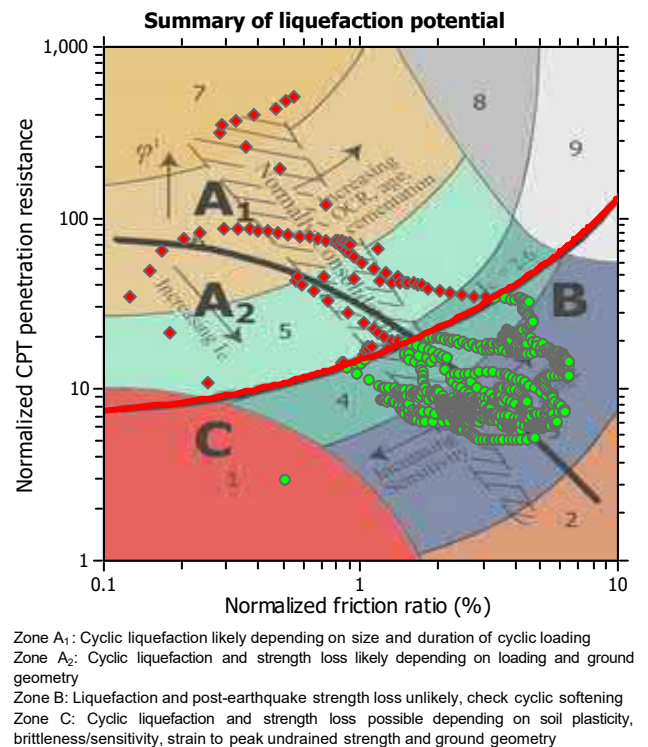 Summary of liquefaction potential
1,000
7
8
9
φ'
A1
Increasing
OCR, age,
cementation
Normally
consolidated
100
B
A2
Increasing Ic
5
10
4
C
Increasing
Sensitivity
1
2
1
0.1
1
10
Normalized CPT penetration resistance
Normalized friction ratio (%)
Zone A1: Cyclic liquefaction likely depending on size and duration of cyclic loading
Zone A2: Cyclic liquefaction and strength loss likely depending on loading and ground
geometry
Zone B: Liquefaction and post-earthquake strength loss unlikely, check cyclic softening
Zone C: Cyclic liquefaction and strength loss possible depending on soil plasticity,
brittleness/sensitivity, strain to peak undrained strength and ground geometry